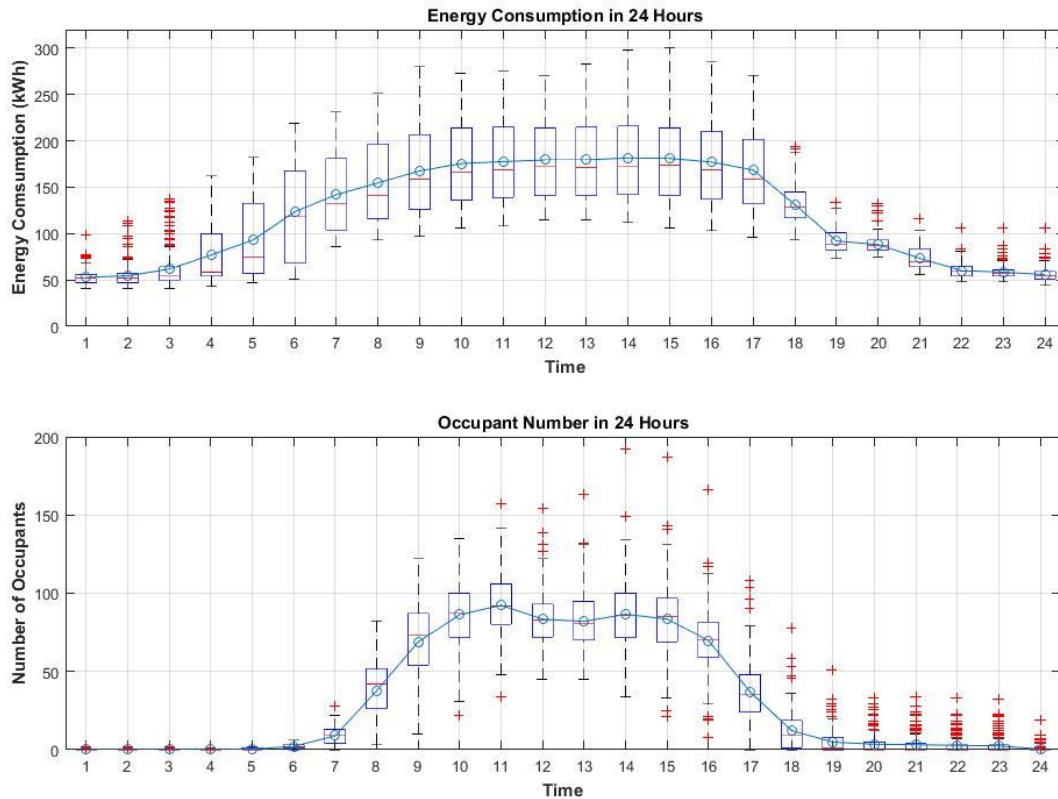 Energy Consumption in 24 Hours
Energy Consumption (kWh)
300
250
200
150
100
50
0
1 2 3 4 5 6 7 8 9 10 11 12 13 14 15 16 17 18 19 20 21 22 23 24
Time
Occupant Number in 24 Hours
Number of Occupants
200
150
100
50
0
1 2 3 4 5 6 7 8 9 10 11 12 13 14 15 16 17 18 19 20 21 22 23 24
Time